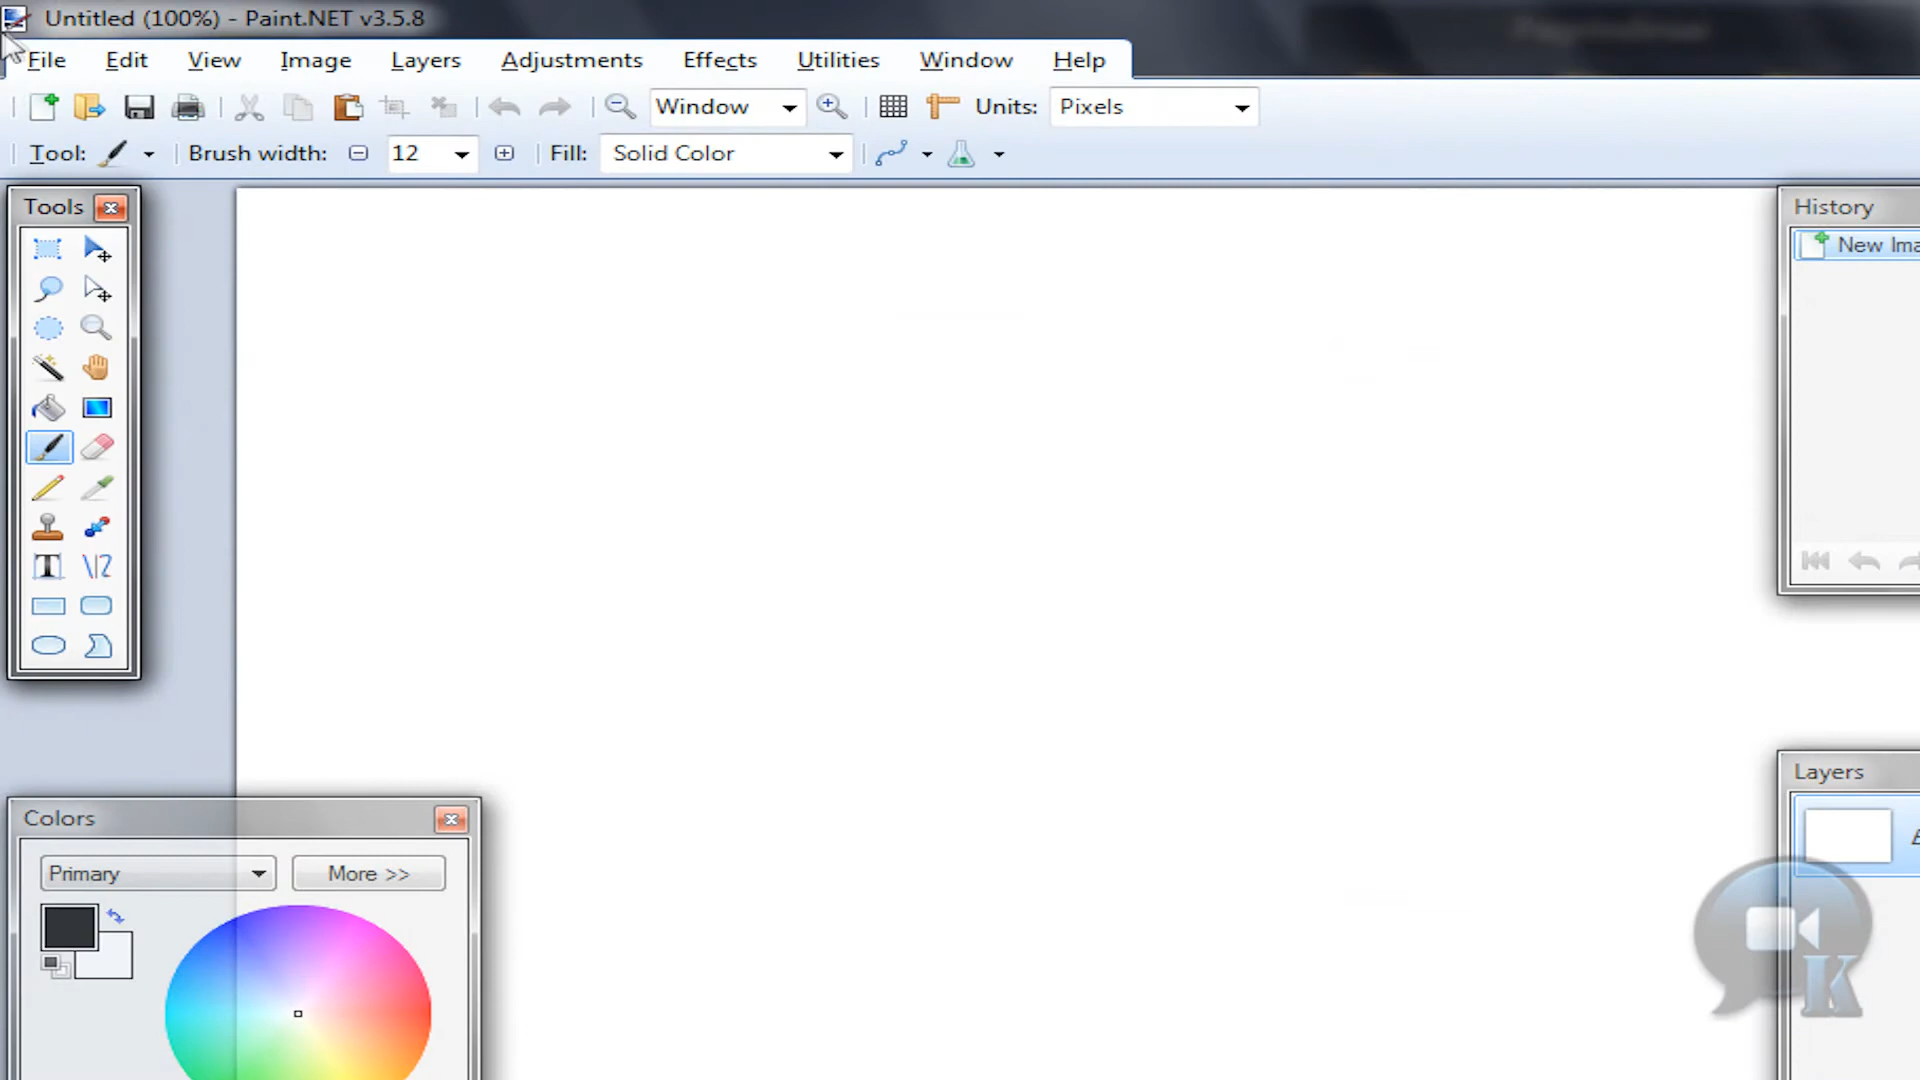 Untitled (100%) - Paint.NET v3.5.8
File Edit View Image Layers Adjustments Effects Utilities Window Help
Window Units: Pixels
Tool: Brush width: 12 Fill: Solid Color
Tools
History
New Ima
Layers
Colors
Primary More >>
K